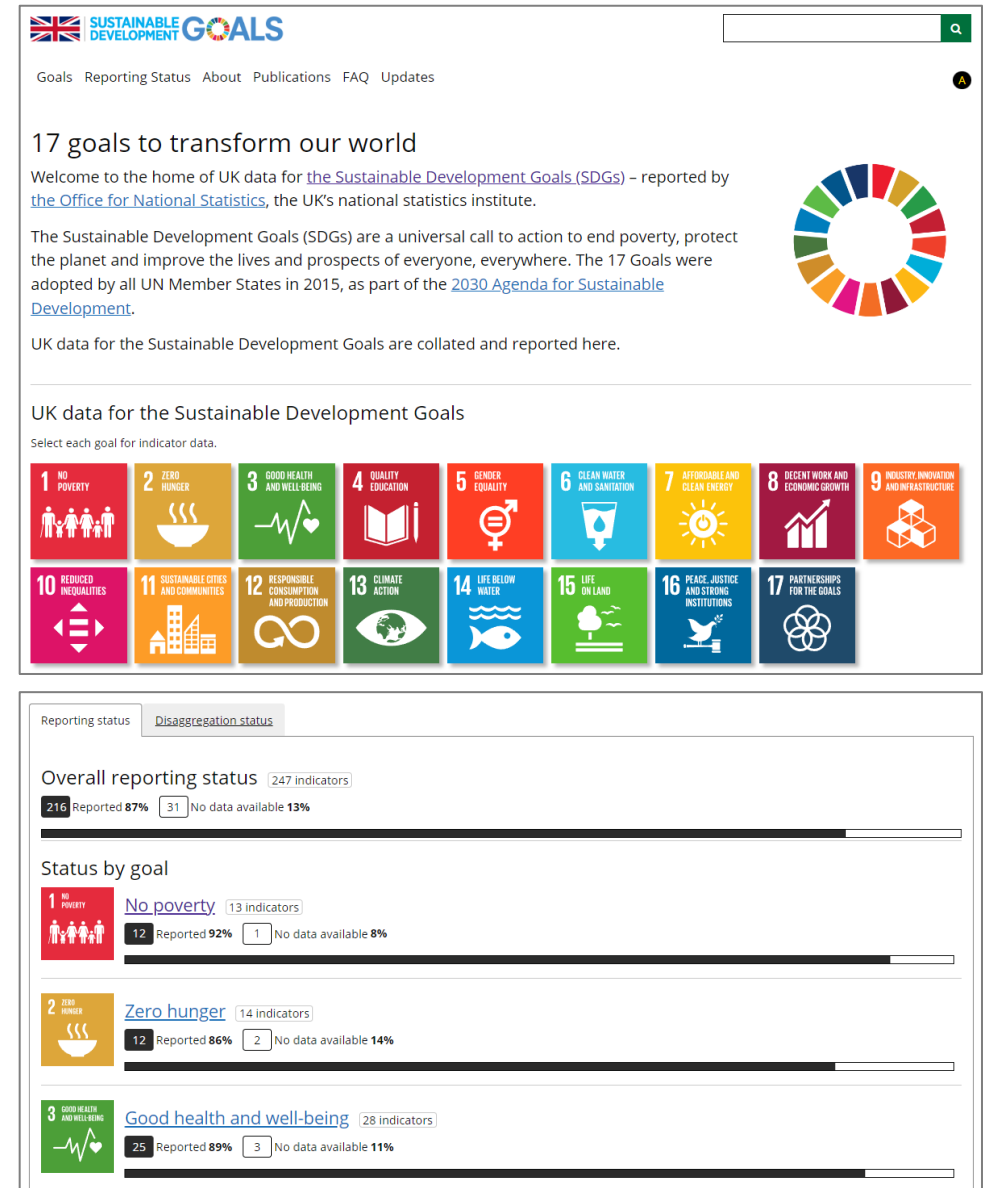 SUSTAINABLE DEVELOPMENT GOALS
Goals Reporting Status About Publications FAQ Updates
A
17 goals to transform our world
Welcome to the home of UK data for the Sustainable Development Goals (SDGs) – reported by
the Office for National Statistics, the UK's national statistics institute.
The Sustainable Development Goals (SDGs) are a universal call to action to end poverty, protect
the planet and improve the lives and prospects of everyone, everywhere. The 17 Goals were
adopted by all UN Member States in 2015, as part of the 2030 Agenda for Sustainable
Development.
UK data for the Sustainable Development Goals are collated and reported here.
UK data for the Sustainable Development Goals
Select each goal for indicator data.
1 NO POVERTY
2 ZERO HUNGER
3 GOOD HEALTH AND WELL-BEING
4 QUALITY EDUCATION
5 GENDER EQUALITY
6 CLEAN WATER AND SANITATION
7 AFFORDABLE AND CLEAN ENERGY
8 DECENT WORK AND ECONOMIC GROWTH
9 INDUSTRY, INNOVATION AND INFRASTRUCTURE
10 REDUCED INEQUALITIES
11 SUSTAINABLE CITIES AND COMMUNITIES
12 RESPONSIBLE CONSUMPTION AND PRODUCTION
13 CLIMATE ACTION
14 LIFE BELOW WATER
15 LIFE ON LAND
16 PEACE, JUSTICE AND STRONG INSTITUTIONS
17 PARTNERSHIPS FOR THE GOALS
Reporting status Disaggregation status
Overall reporting status 247 indicators
216 Reported 87% 31 No data available 13%
Status by goal
1 NO POVERTY
No poverty 13 indicators
12 Reported 92% 1 No data available 8%
2 ZERO HUNGER
Zero hunger 14 indicators
12 Reported 86% 2 No data available 14%
3 GOOD HEALTH AND WELL-BEING
Good health and well-being 28 indicators
25 Reported 89% 3 No data available 11%